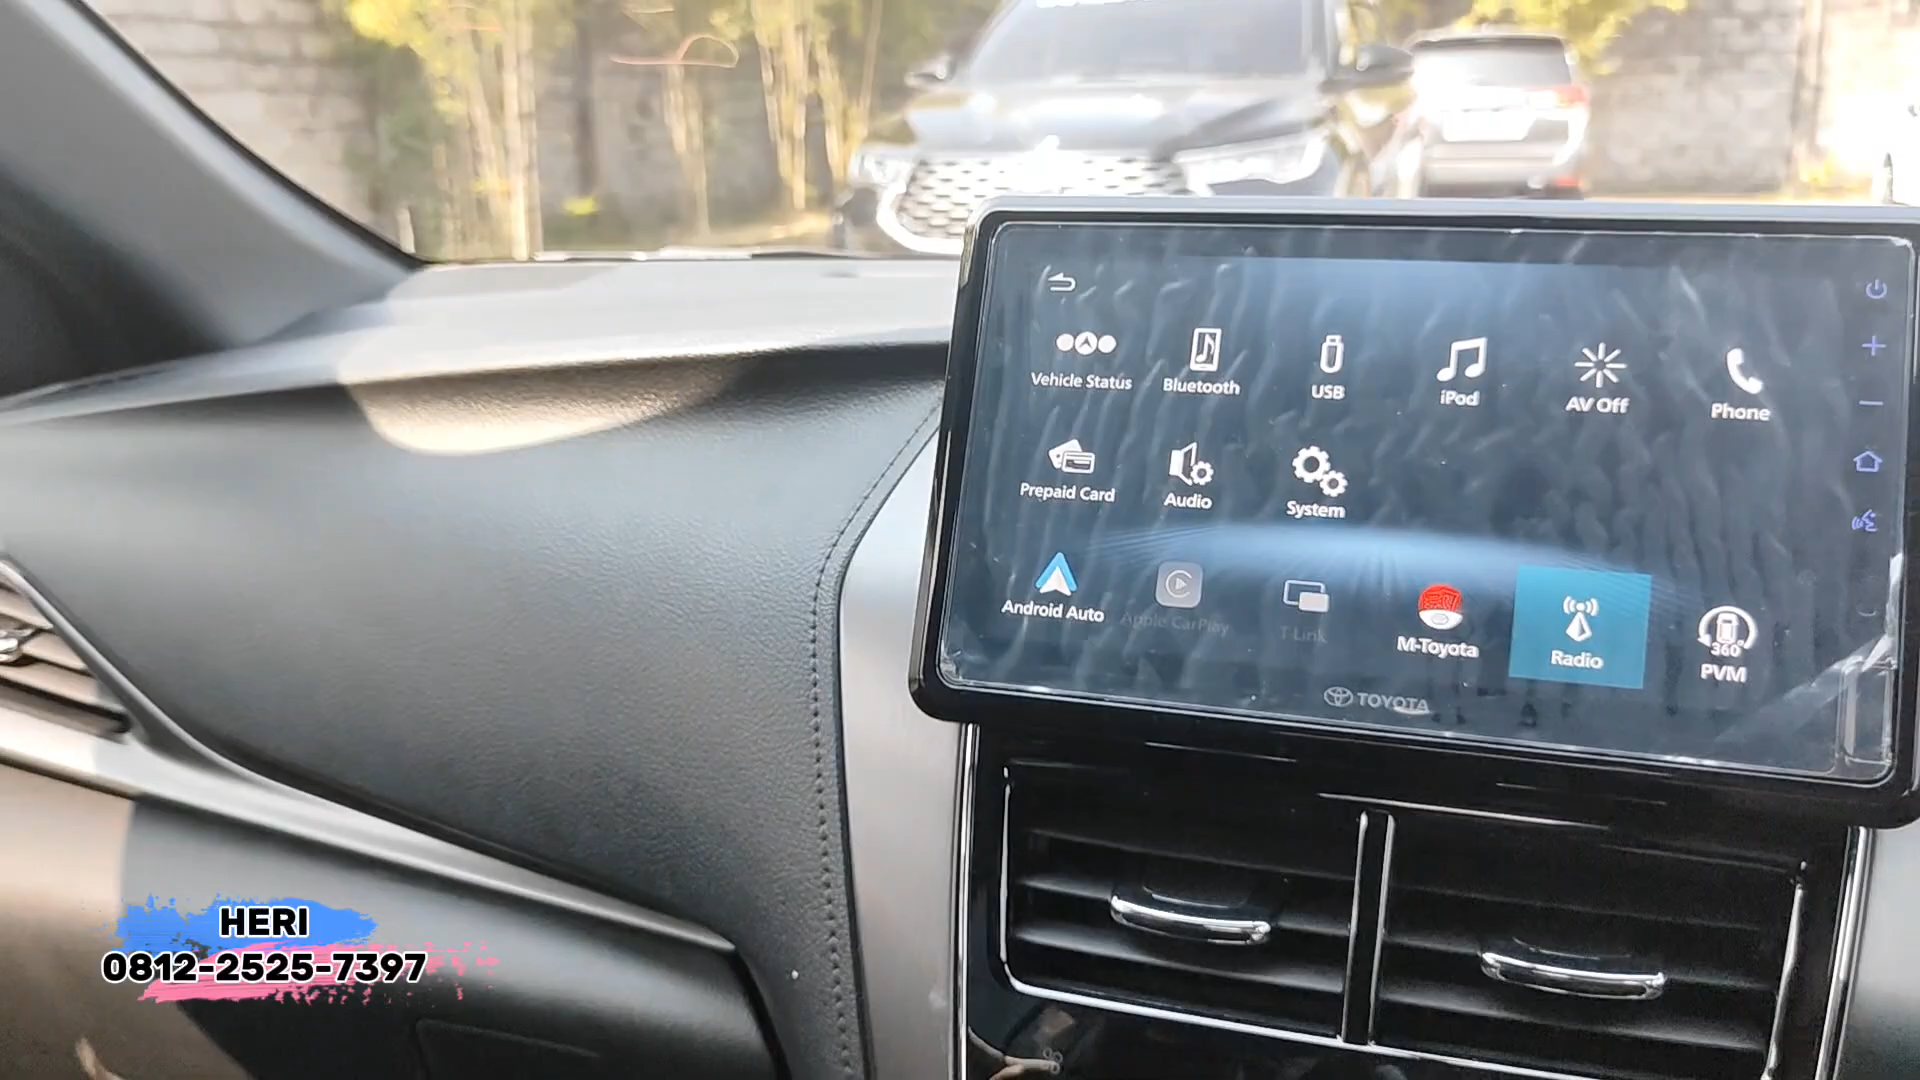 Vehicle Status
Bluetooth
USB
iPod
AV Off
Phone
Prepaid Card
Audio
System
Android Auto
Apple CarPlay
T Link
M-Toyota
Radio
360°
PVM
TOYOTA
HERI
0812-2525-7397